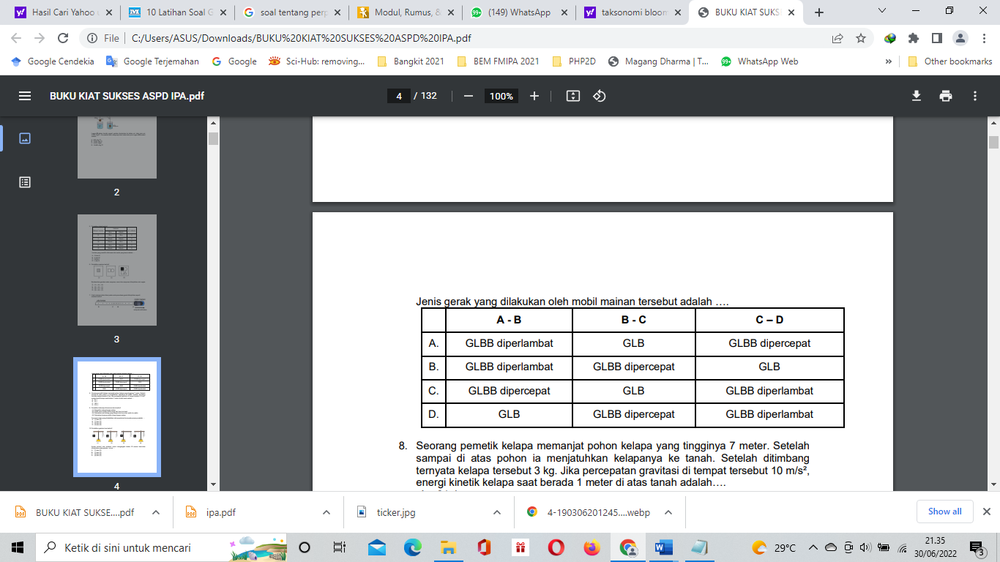 Hasil Cari Yahoo
10 Latihan Soal G
soal tentang perp
Modul, Rumus, &
(149) WhatsApp
taksonomi bloom
BUKU KIAT SUKS
File
C:/Users/ASUS/Downloads/BUKU%20KIAT%20SUKSES%20ASPD%20IPA.pdf
Google Cendekia
Google Terjemahan
Google
Sci-Hub: removing...
Bangkit 2021
BEM FMIPA 2021
PHP2D
Magang Dharma | T...
99+
WhatsApp Web
»
Other bookmarks
BUKU KIAT SUKSES ASPD IPA.pdf
4 / 132
100%
2
3
4
Jenis gerak yang dilakukan oleh mobil mainan tersebut adalah ….
A - B B - C C – D
A. GLBB diperlambat GLB GLBB dipercepat
B. GLBB diperlambat GLBB dipercepat GLB
C. GLBB dipercepat GLB GLBB diperlambat
D. GLB GLBB dipercepat GLBB diperlambat
8. Seorang pemetik kelapa memanjat pohon kelapa yang tingginya 7 meter. Setelah
sampai di atas pohon ia menjatuhkan kelapanya ke tanah. Setelah ditimbang
ternyata kelapa tersebut 3 kg. Jika percepatan gravitasi di tempat tersebut 10 m/s²,
energi kinetik kelapa saat berada 1 meter di atas tanah adalah….
BUKU KIAT SUKSE....pdf
ipa.pdf
ticker.jpg
4-190306201245....webp
Show all
Ketik di sini untuk mencari
29°C
21.35
30/06/2022
3